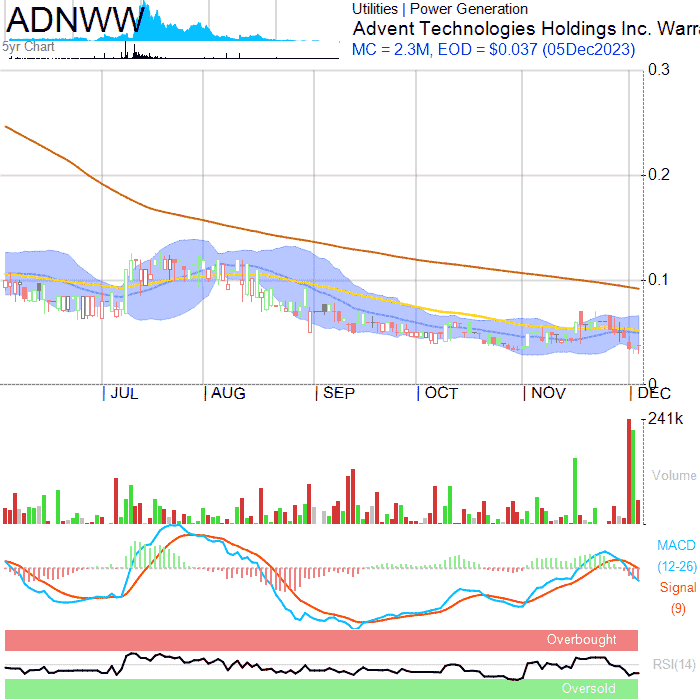 ADNWW
Utilities | Power Generation
Advent Technologies Holdings Inc. Warra
MC = 2.3M, EOD = $0.037 (05Dec2023)
5yr Chart
0.3
0.2
0.1
0
JUL AUG SEP OCT NOV DEC
241k
Volume
MACD
(12-26)
Signal
(9)
Overbought
RSI(14)
Oversold